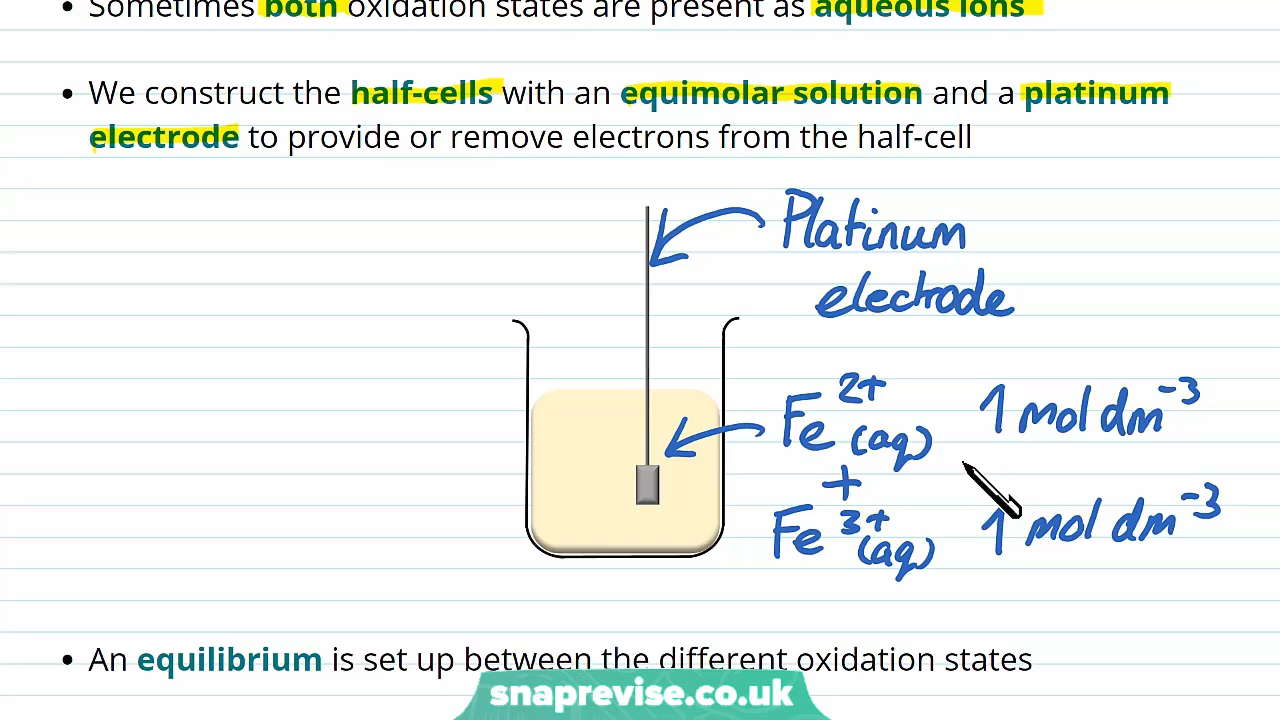 • Sometimes both oxidation states are present as aqueous ions
• We construct the half-cells with an equimolar solution and a platinum
electrode to provide or remove electrons from the half-cell
Platinum
electrode
Fe²⁺(aq) 1 mol dm⁻³
+
Fe³⁺(aq) 1 mol dm⁻³
• An equilibrium is set up between the different oxidation states
snaprevise.co.uk